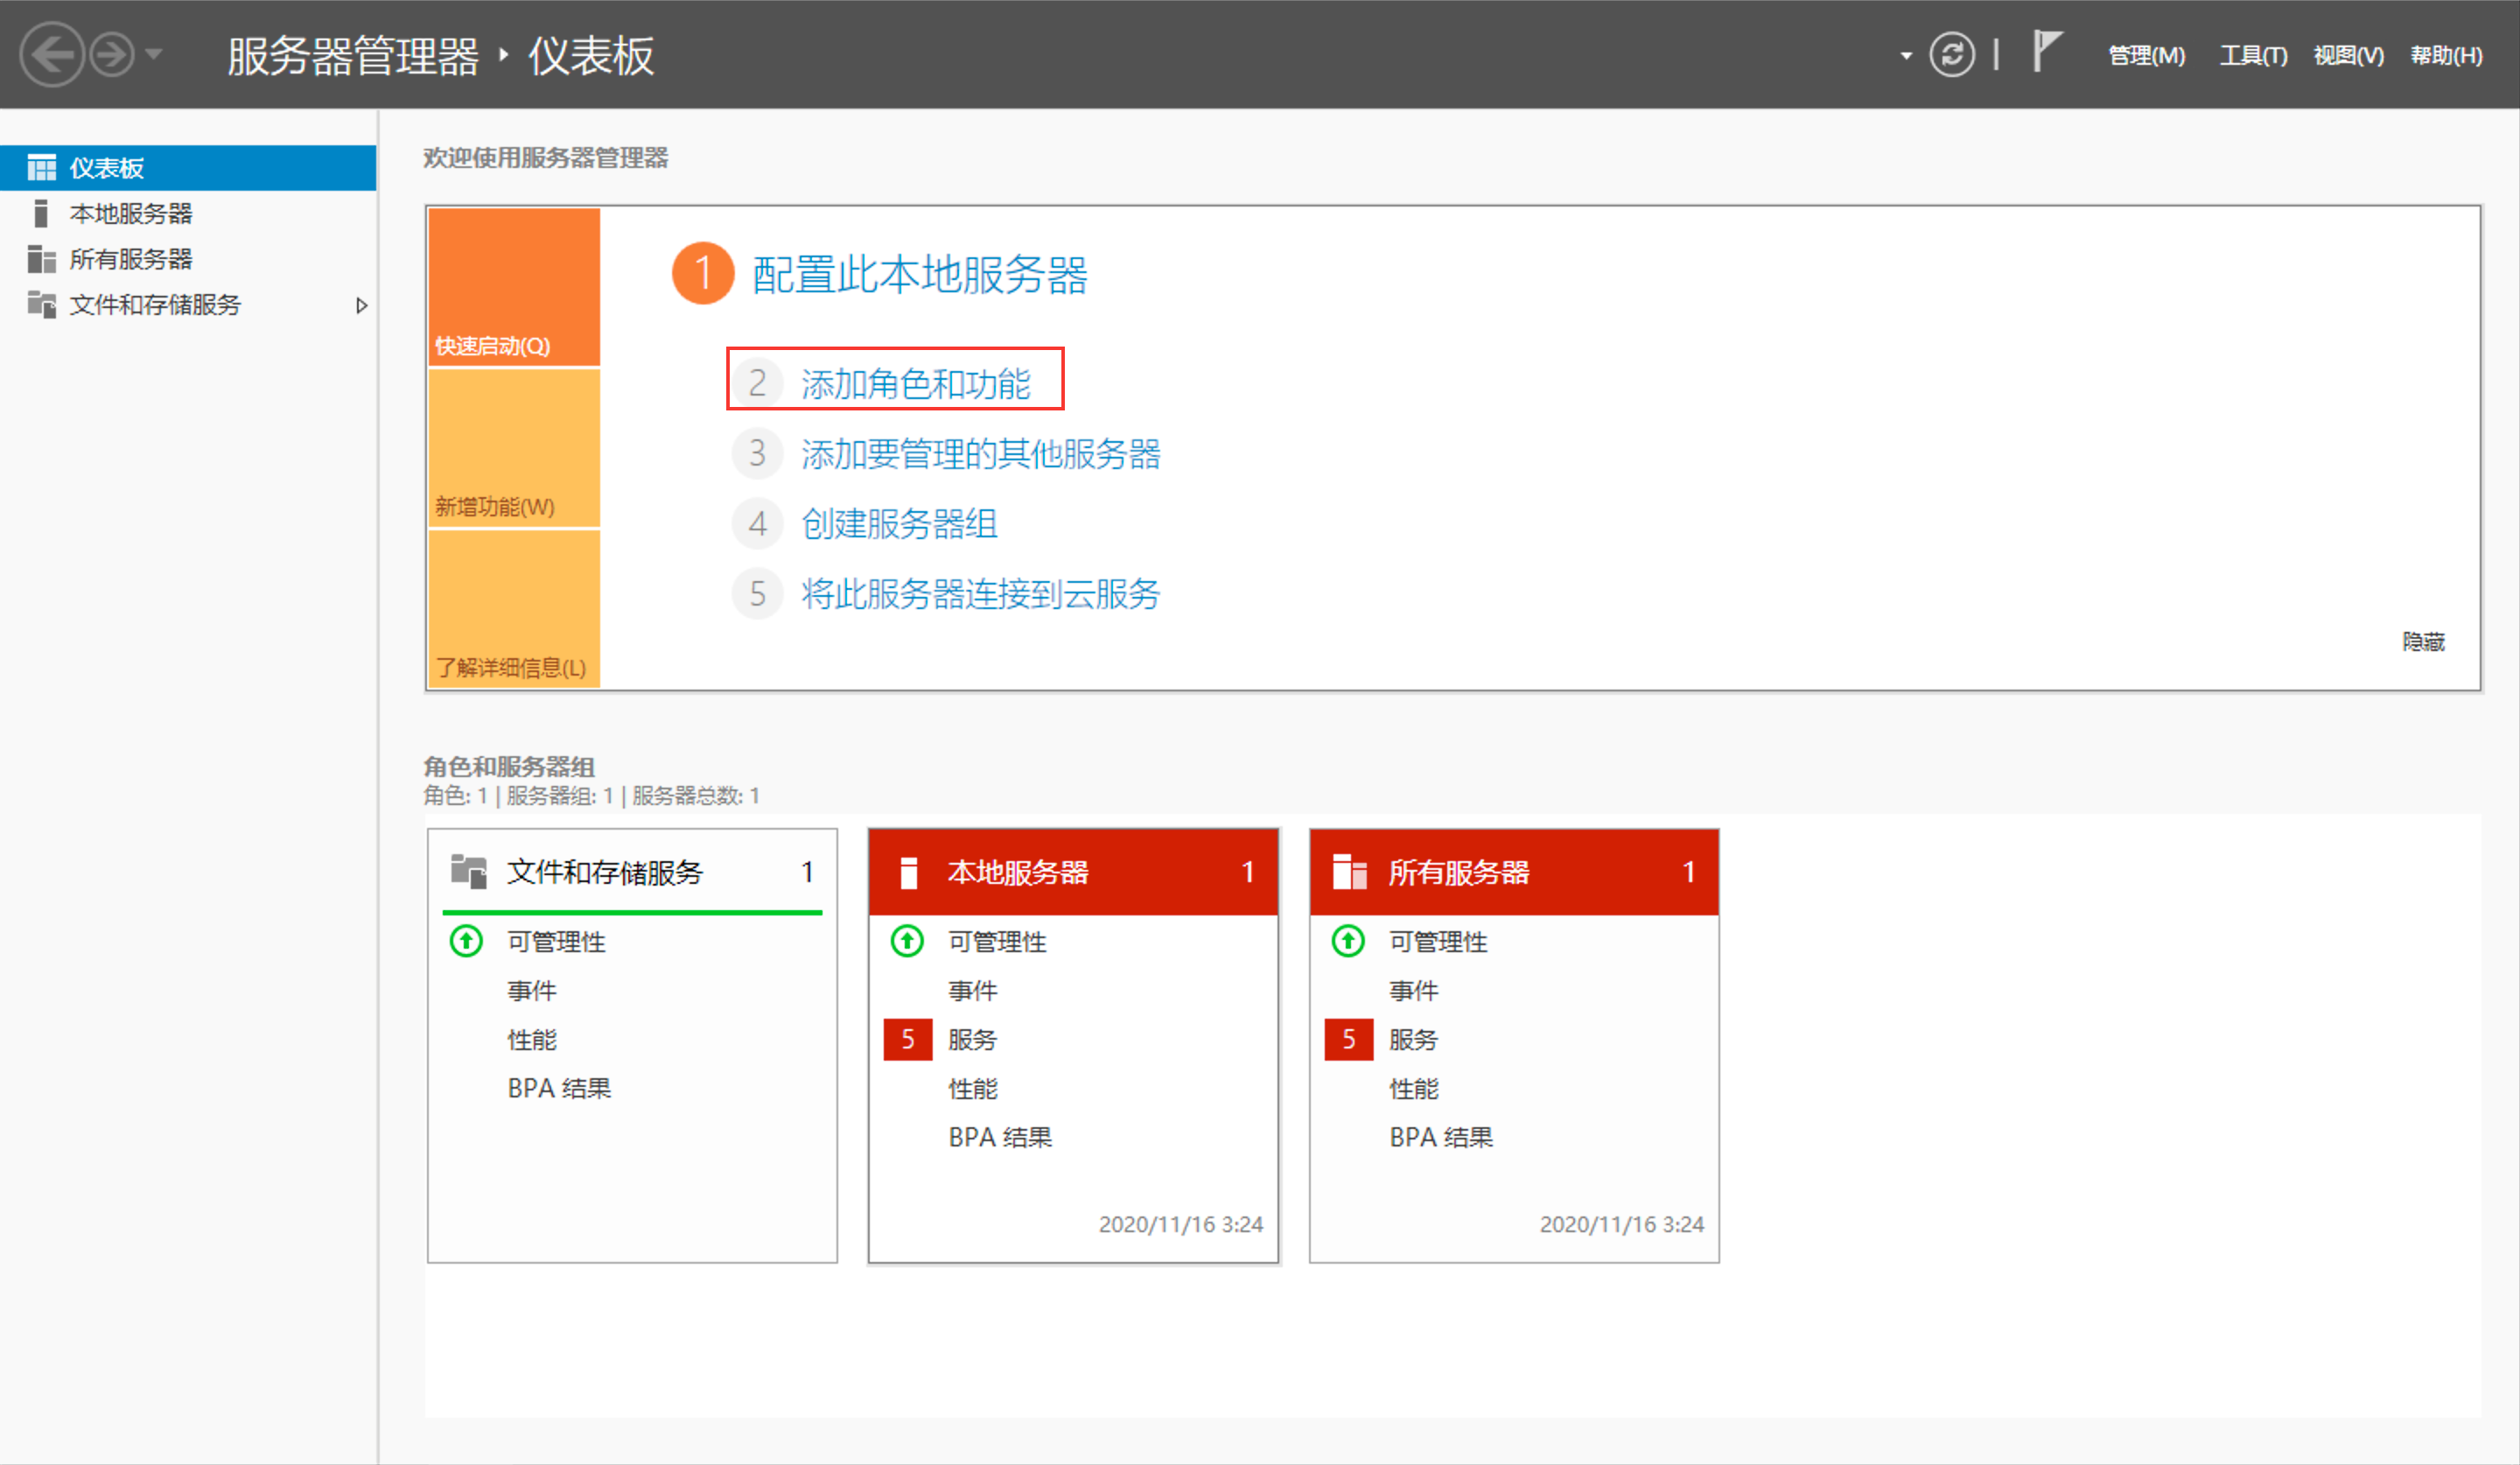 服务器管理器 ‣ 仪表板
管理(M) 工具(T) 视图(V) 帮助(H)
仪表板
本地服务器
所有服务器
文件和存储服务
欢迎使用服务器管理器
快速启动(Q)
新增功能(W)
了解详细信息(L)
1 配置此本地服务器
2 添加角色和功能
3 添加要管理的其他服务器
4 创建服务器组
5 将此服务器连接到云服务
隐藏
角色和服务器组
角色: 1 | 服务器组: 1 | 服务器总数: 1
文件和存储服务 1
可管理性
事件
性能
BPA 结果
本地服务器 1
可管理性
事件
5 服务
性能
BPA 结果
2020/11/16 3:24
所有服务器 1
可管理性
事件
5 服务
性能
BPA 结果
2020/11/16 3:24